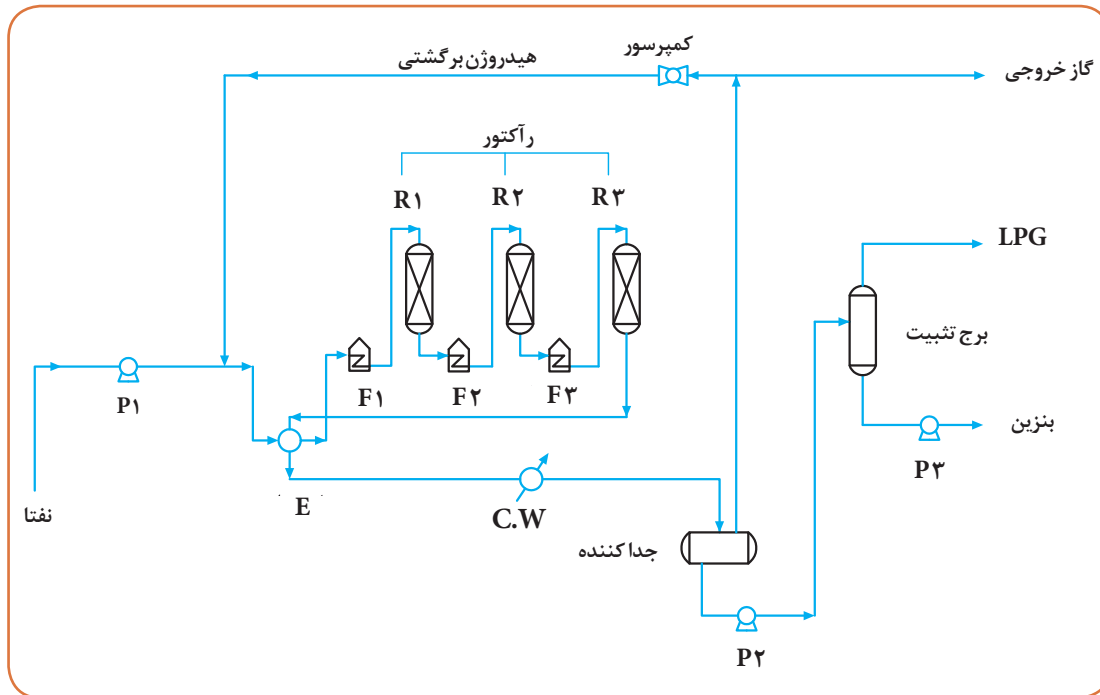 کمپرسور
هیدروژن برگشتی
گاز خروجی
رآکتور
R۱
R۲
R۳
LPG
برج تثبیت
F۱
F۲
F۳
P۱
بنزین
P۳
E
C.W
نفتا
جداکننده
P۲